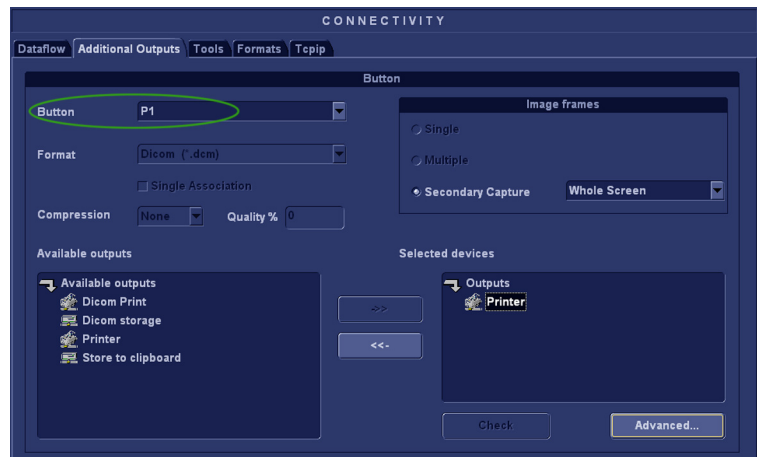 CONNECTIVITY
Dataflow Additional Outputs Tools Formats Tcpip
Button
Button P1
Format Dicom (*.dcm)
Single Association
Compression None Quality % 0
Image frames
Single
Multiple
Secondary Capture Whole Screen
Available outputs
Available outputs
Dicom Print
Dicom storage
Printer
Store to clipboard
->>
<<-
Selected devices
Outputs
Printer
Check Advanced...